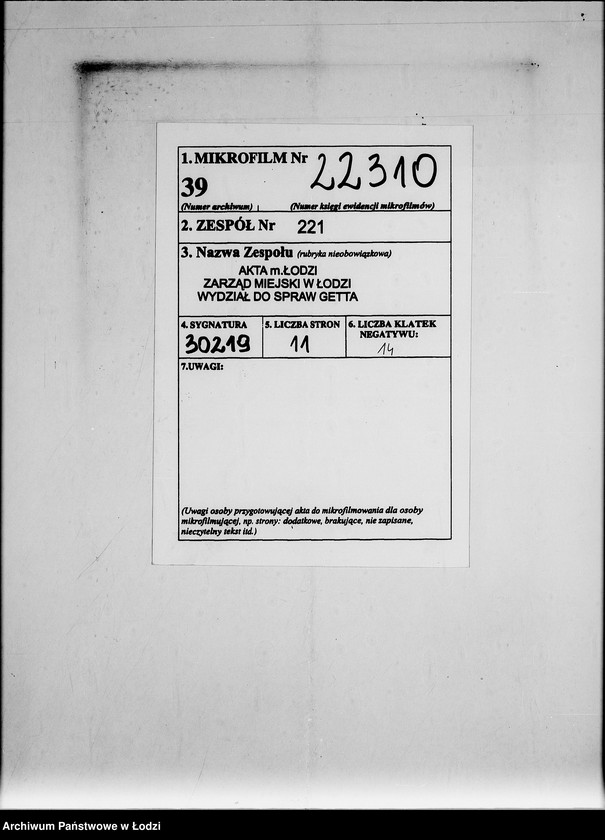 1. MIKROFILM Nr 22310
39
(Numer archiwum) (Numer księgi ewidencji mikrofilmów)
2. ZESPÓŁ Nr 221
3. Nazwa Zespołu (rubryka nieobowiązkowa)
AKTA m.ŁODZI
ZARZĄD MIEJSKI W ŁODZI
WYDZIAŁ DO SPRAW GETTA
4. SYGNATURA 5. LICZBA STRON 6. LICZBA KLATEK
NEGATYWU:
30219 11 14
7.UWAGI:
(Uwagi osoby przygotowującej akta do mikrofilmowania dla osoby
mikrofilmującej, np. strony: dodatkowe, brakujące, nie zapisane,
nieczytelny tekst itd.)
Archiwum Państwowe w Łodzi